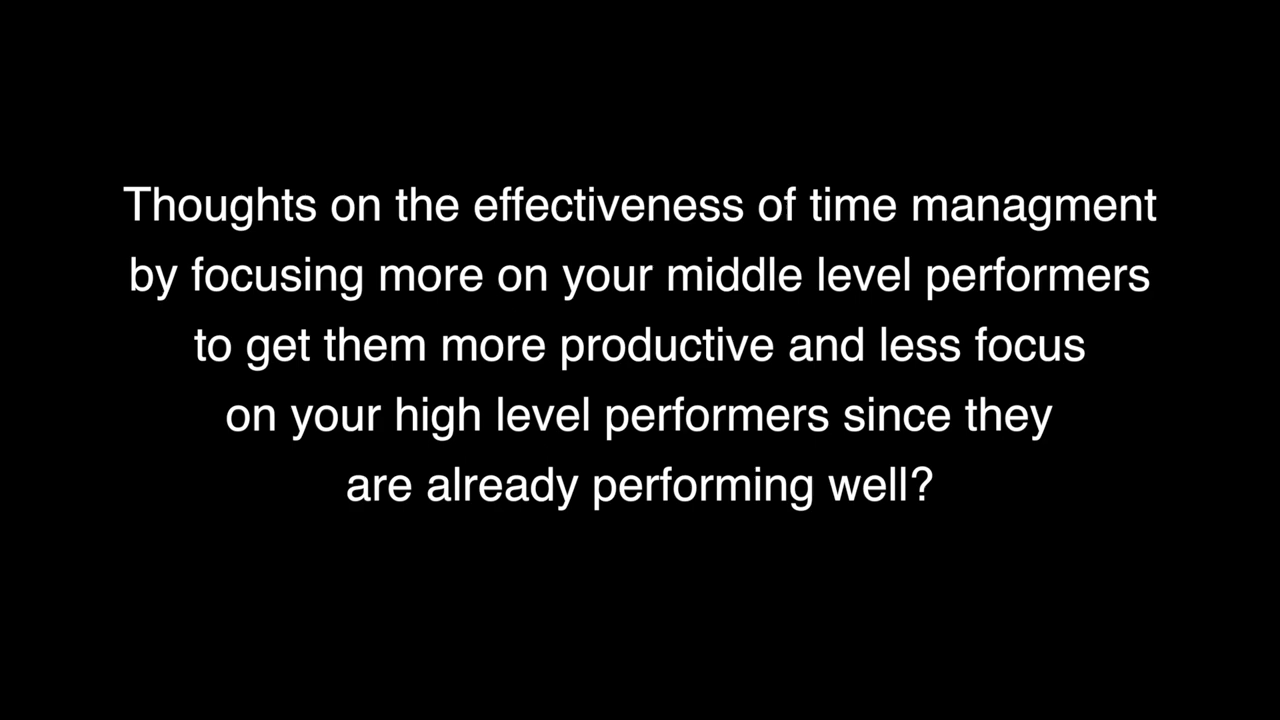 Thoughts on the effectiveness of time managment
by focusing more on your middle level performers
to get them more productive and less focus
on your high level performers since they
are already performing well?